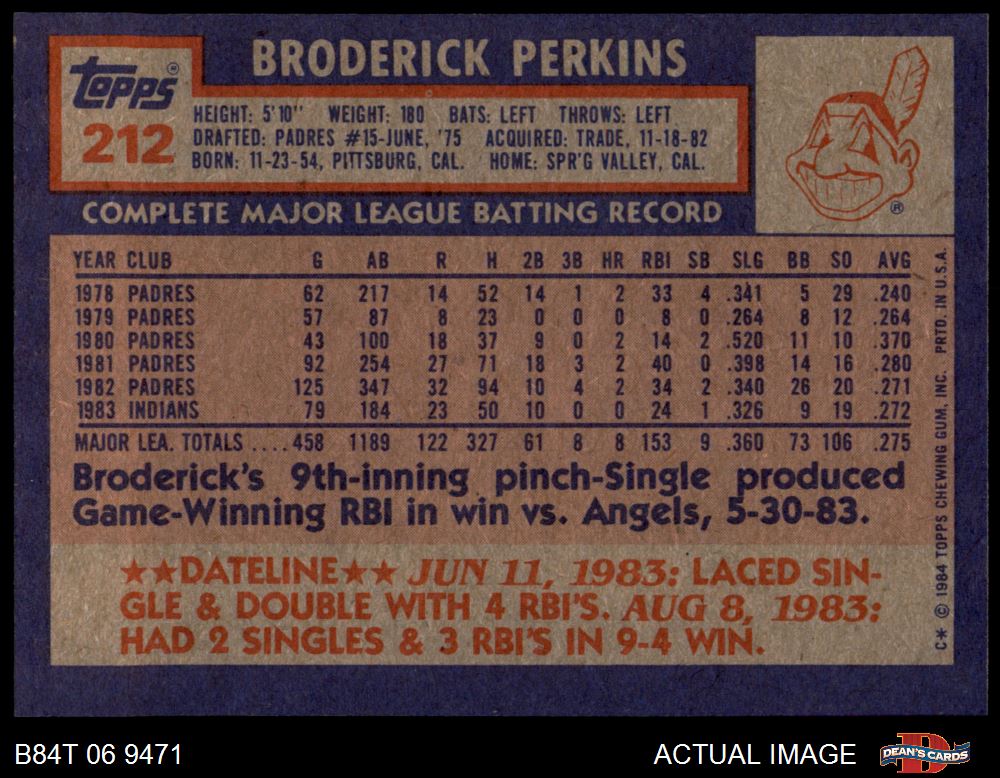 BRODERICK PERKINS
Topps®
212
HEIGHT: 5'10" WEIGHT: 180 BATS: LEFT THROWS: LEFT
DRAFTED: PADRES #15-JUNE, '75 ACQUIRED: TRADE, 11-18-82
BORN: 11-23-54, PITTSBURG, CAL. HOME: SPR'G VALLEY, CAL.
®
COMPLETE MAJOR LEAGUE BATTING RECORD
YEAR CLUB G AB R H 2B 3B HR RBI SB SLG BB SO AVG
1978 PADRES 62 217 14 52 14 1 2 33 4 .341 5 29 .240
1979 PADRES 57 87 8 23 0 0 0 8 0 .264 8 12 .264
1980 PADRES 43 100 18 37 9 0 2 14 2 .520 11 10 .370
1981 PADRES 92 254 27 71 18 3 2 40 0 .398 14 16 .280
1982 PADRES 125 347 32 94 10 4 2 34 2 .340 26 20 .271
1983 INDIANS 79 184 23 50 10 0 0 24 1 .326 9 19 .272
MAJOR LEA. TOTALS ....458 1189 122 327 61 8 8 153 9 .360 73 106 .275
Broderick's 9th-inning pinch-Single produced
Game-Winning RBI in win vs. Angels, 5-30-83.
★★DATELINE★★ JUN 11, 1983: LACED SIN-
GLE & DOUBLE WITH 4 RBI'S. AUG 8, 1983:
HAD 2 SINGLES & 3 RBI'S IN 9-4 WIN.
C* © 1984 TOPPS CHEWING GUM, INC. PRTD. IN U.S.A.
B84T 06 9471
ACTUAL IMAGE
DEAN'S CARDS